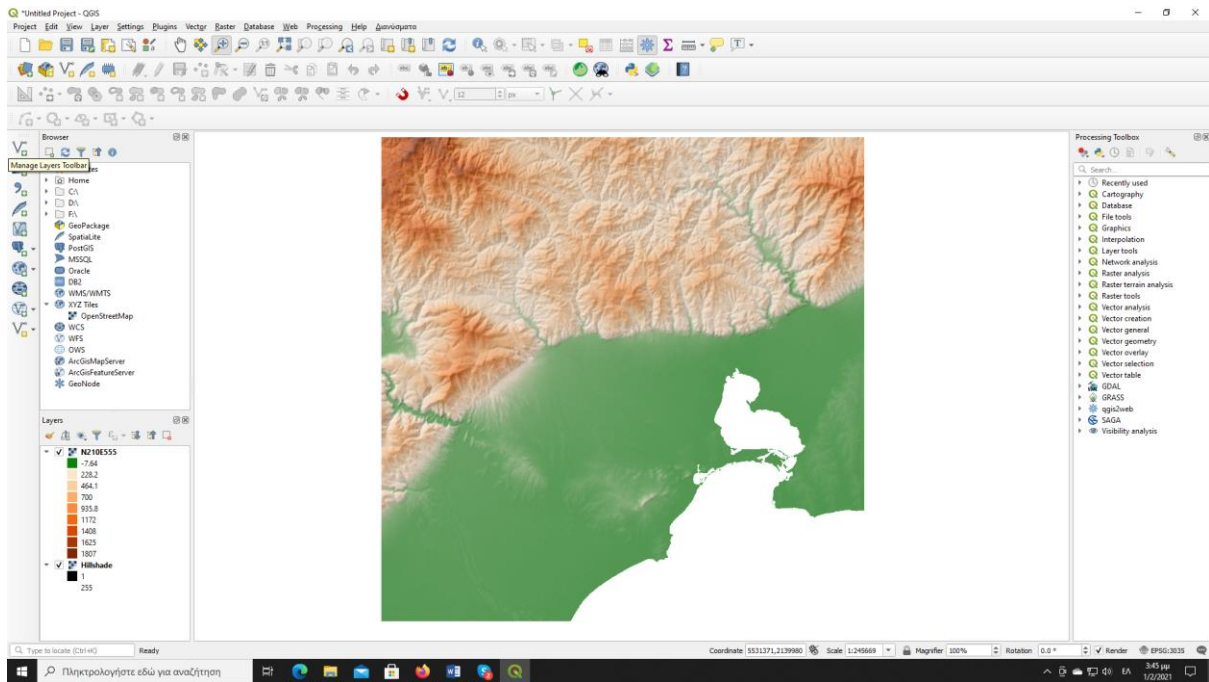 *Untitled Project - QGIS
Project Edit View Layer Settings Plugins Vector Raster Database Web Processing Help Διανύσματα
12 px
Browser
Manage Layers Toolbar
Home
C:\
D:\
F:\
GeoPackage
SpatiaLite
PostGIS
MSSQL
Oracle
DB2
WMS/WMTS
XYZ Tiles
OpenStreetMap
WCS
WFS
OWS
ArcGisMapServer
ArcGisFeatureServer
GeoNode
Layers
N210E555
-7.64
228.2
464.1
700
935.8
1172
1408
1625
1807
Hillshade
1
255
Processing Toolbox
Search...
Recently used
Cartography
Database
File tools
Graphics
Interpolation
Layer tools
Network analysis
Raster analysis
Raster terrain analysis
Raster tools
Vector analysis
Vector creation
Vector general
Vector geometry
Vector overlay
Vector selection
Vector table
GDAL
GRASS
qgis2web
SAGA
Visibility analysis
Type to locate (Ctrl+K) Ready Coordinate 5531371,2139980 Scale 1:245669 Magnifier 100% Rotation 0.0 ° Render EPSG:3035
Πληκτρολογήστε εδώ για αναζήτηση
ΕΛ
3:45 μμ
1/2/2021